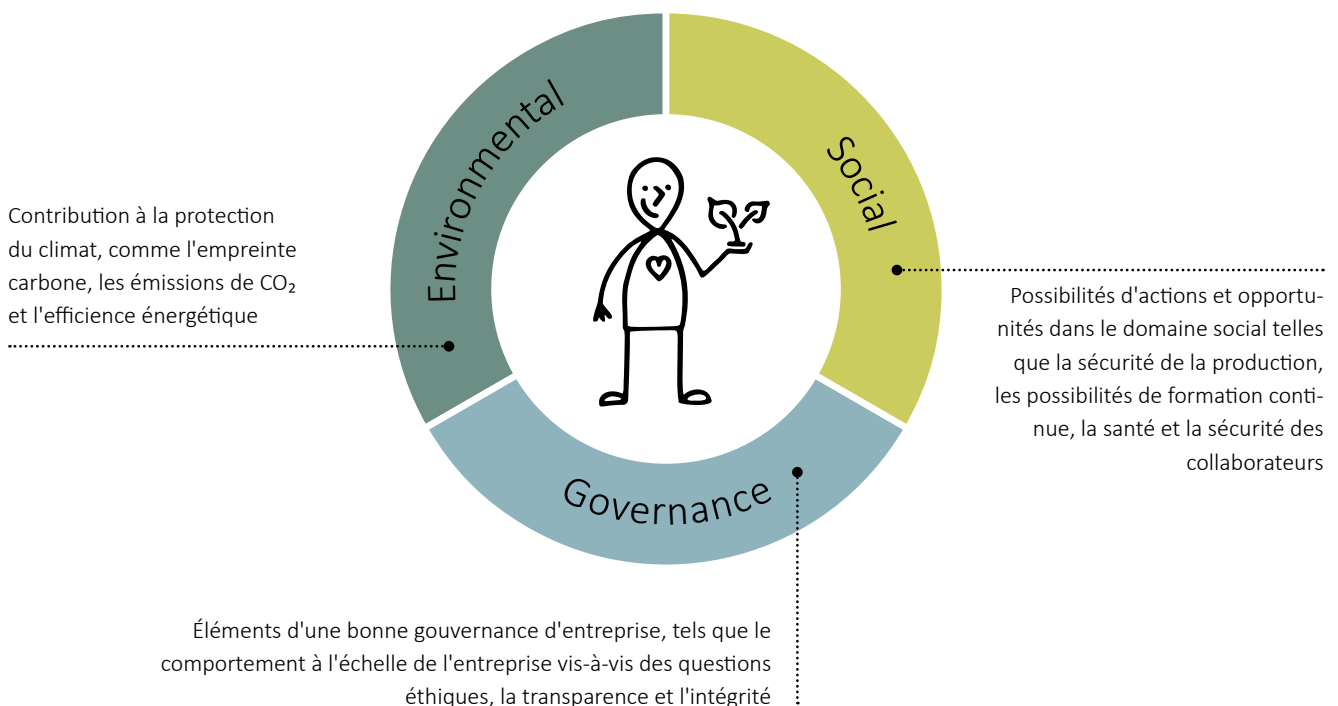 Environmental
Social
Contribution à la protection
du climat, comme l'empreinte
carbone, les émissions de CO₂
et l'efficience énergétique
Possibilités d'actions et opportu-
nités dans le domaine social telles
que la sécurité de la production,
les possibilités de formation conti-
nue, la santé et la sécurité des
collaborateurs
Governance
Éléments d'une bonne gouvernance d'entreprise, tels que le
comportement à l'échelle de l'entreprise vis-à-vis des questions
éthiques, la transparence et l'intégrité